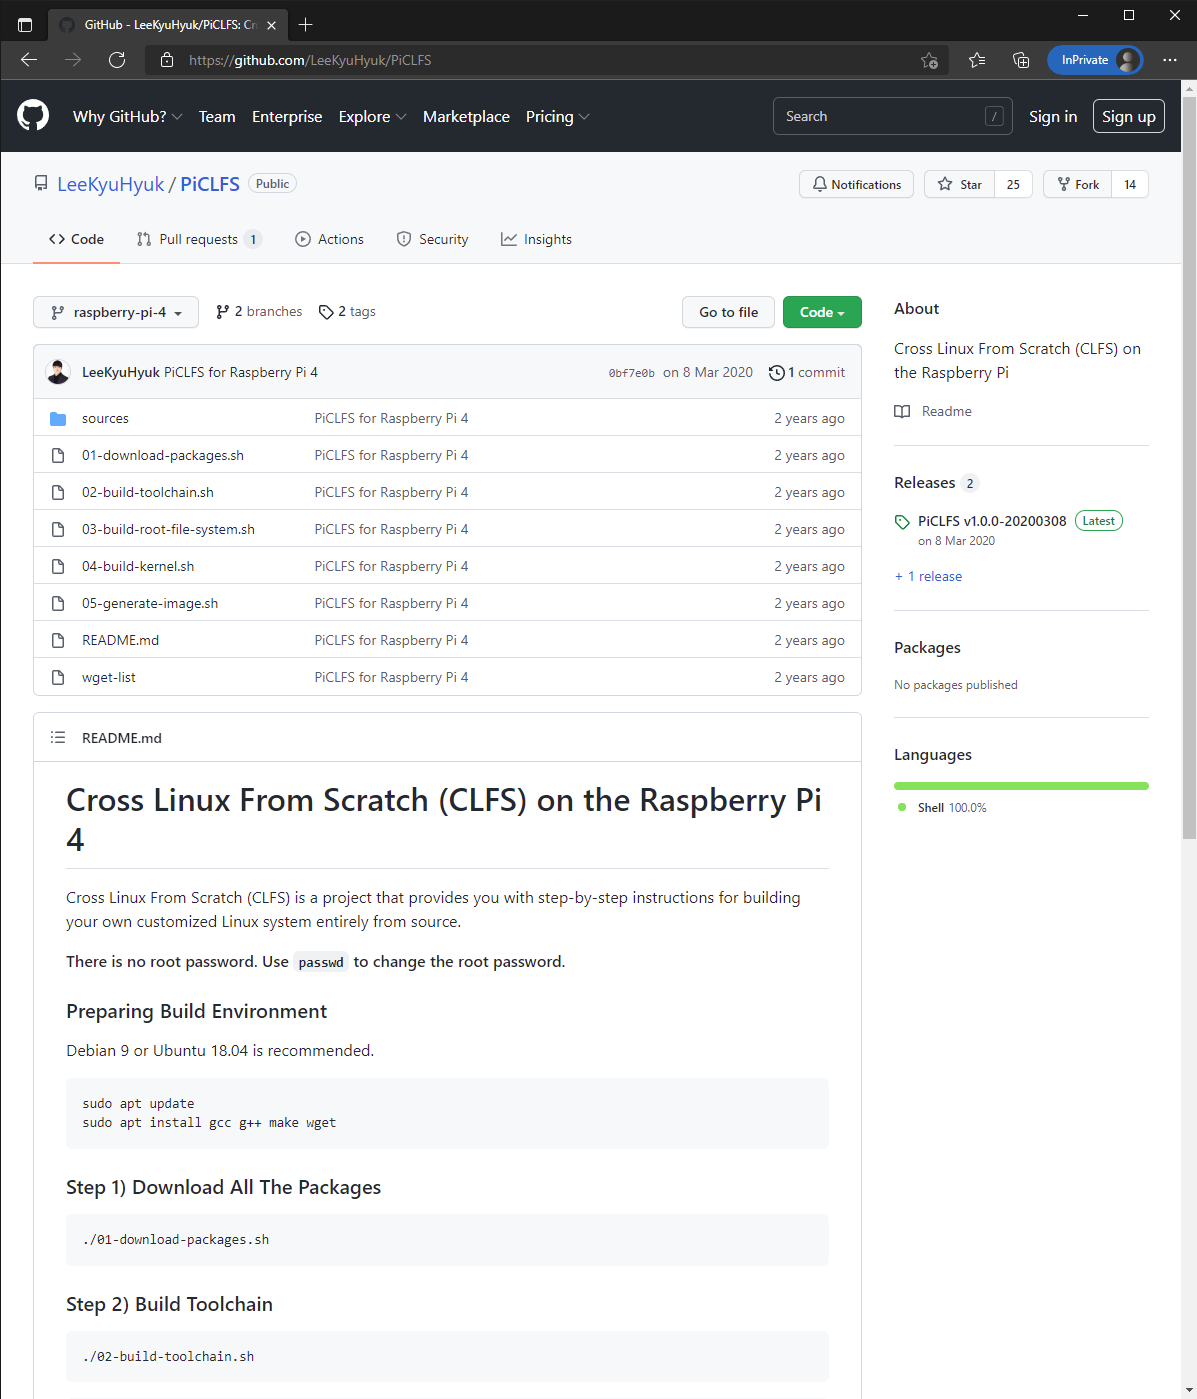 GitHub - LeeKyuHyuk/PiCLFS: Cr
https://github.com/LeeKyuHyuk/PiCLFS
InPrivate
Why GitHub? Team Enterprise Explore Marketplace Pricing
Search /
Sign in Sign up
LeeKyuHyuk / PiCLFS Public
Notifications Star 25 Fork 14
Code Pull requests 1 Actions Security Insights
raspberry-pi-4 2 branches 2 tags Go to file Code
LeeKyuHyuk PiCLFS for Raspberry Pi 4 0bf7e0b on 8 Mar 2020 1 commit
sources PiCLFS for Raspberry Pi 4 2 years ago
01-download-packages.sh PiCLFS for Raspberry Pi 4 2 years ago
02-build-toolchain.sh PiCLFS for Raspberry Pi 4 2 years ago
03-build-root-file-system.sh PiCLFS for Raspberry Pi 4 2 years ago
04-build-kernel.sh PiCLFS for Raspberry Pi 4 2 years ago
05-generate-image.sh PiCLFS for Raspberry Pi 4 2 years ago
README.md PiCLFS for Raspberry Pi 4 2 years ago
wget-list PiCLFS for Raspberry Pi 4 2 years ago
README.md
Cross Linux From Scratch (CLFS) on the Raspberry Pi
4
Cross Linux From Scratch (CLFS) is a project that provides you with step-by-step instructions for building
your own customized Linux system entirely from source.
There is no root password. Use passwd to change the root password.
Preparing Build Environment
Debian 9 or Ubuntu 18.04 is recommended.
sudo apt update
sudo apt install gcc g++ make wget
Step 1) Download All The Packages
./01-download-packages.sh
Step 2) Build Toolchain
./02-build-toolchain.sh
About
Cross Linux From Scratch (CLFS) on
the Raspberry Pi
Readme
Releases 2
PiCLFS v1.0.0-20200308 Latest
on 8 Mar 2020
+ 1 release
Packages
No packages published
Languages
Shell 100.0%